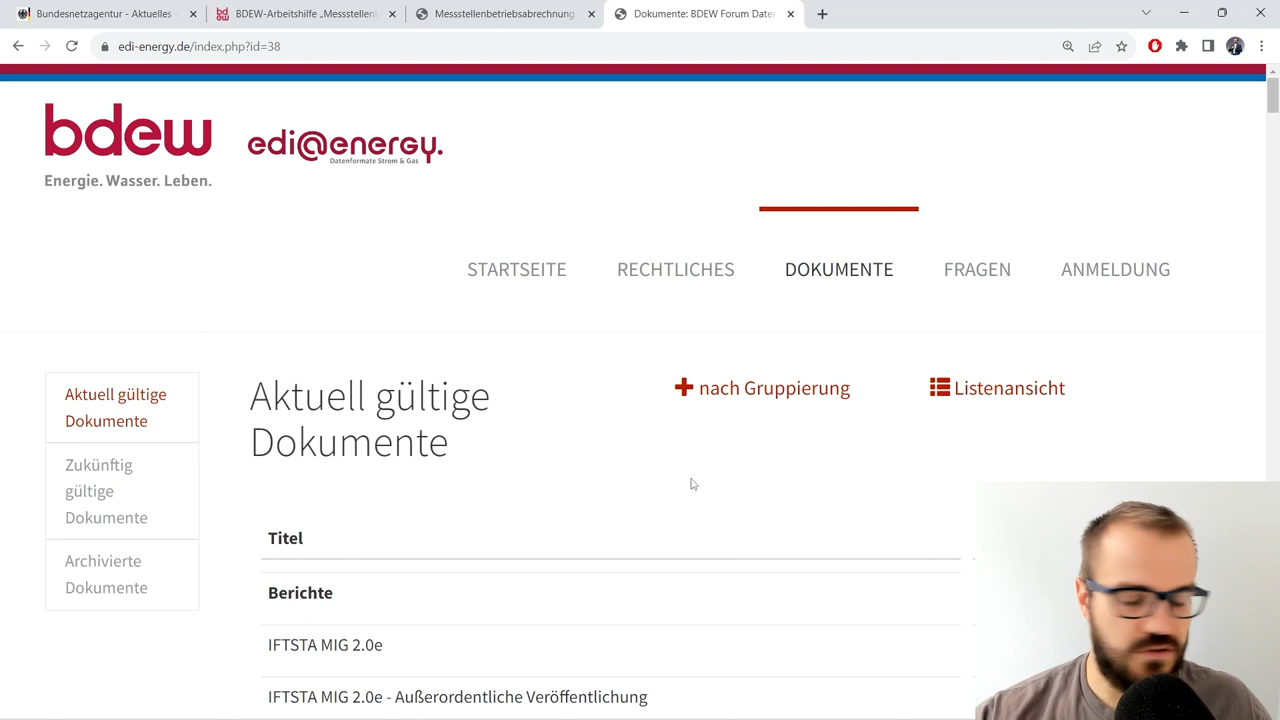 Bundesnetzagentur - Aktuelles -
BDEW-Arbeitshilfe „Messstellenl
Messstellenbetriebsabrechnung
Dokumente: BDEW Forum Daten
edi-energy.de/index.php?id=38
bdew
Energie. Wasser. Leben.
edi@energy.
Datenformate Strom & Gas
STARTSEITE
RECHTLICHES
DOKUMENTE
FRAGEN
ANMELDUNG
Aktuell gültige
Dokumente
Zukünftig
gültige
Dokumente
Archivierte
Dokumente
Aktuell gültige
Dokumente
nach Gruppierung
Listenansicht
Titel
Berichte
IFTSTA MIG 2.0e
IFTSTA MIG 2.0e - Außerordentliche Veröffentlichung